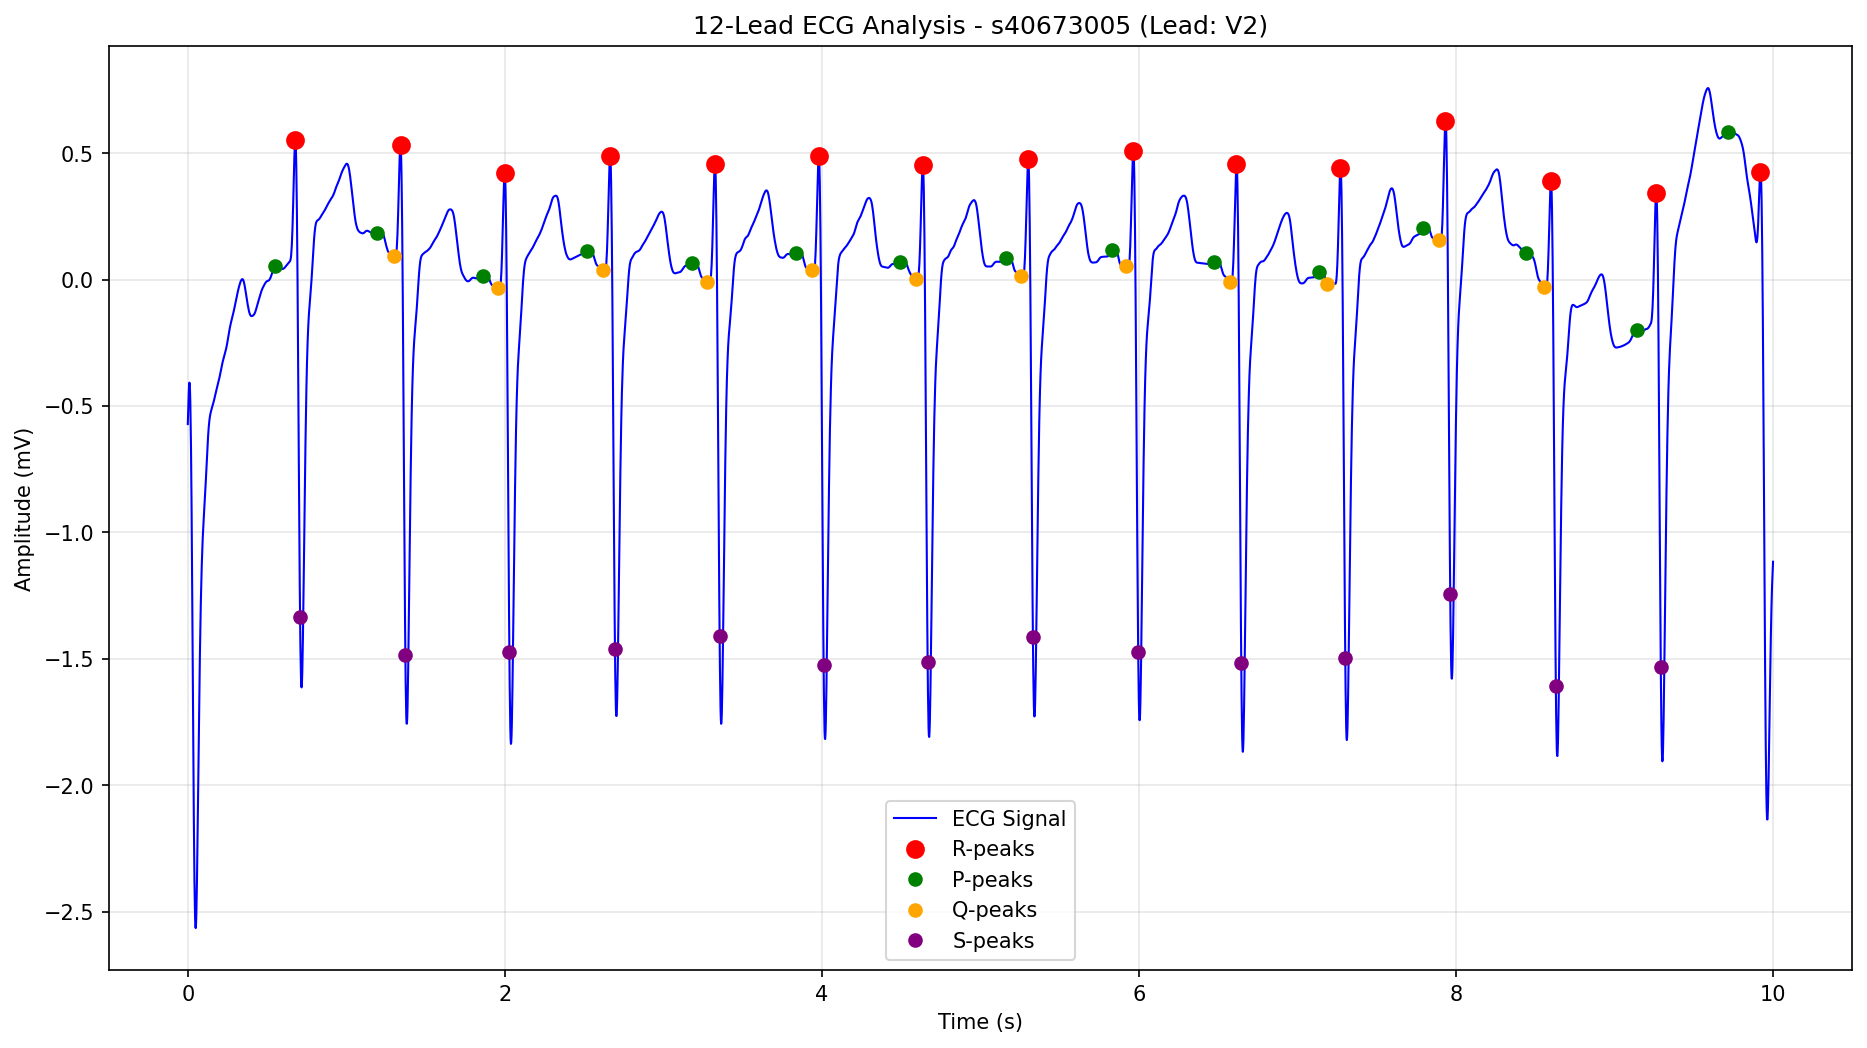 12-Lead ECG Analysis - s40673005 (Lead: V2)
Amplitude (mV)
0.5
0.0
−0.5
−1.0
−1.5
−2.0
−2.5
ECG Signal
R-peaks
P-peaks
Q-peaks
S-peaks
0 2 4 6 8 10
Time (s)